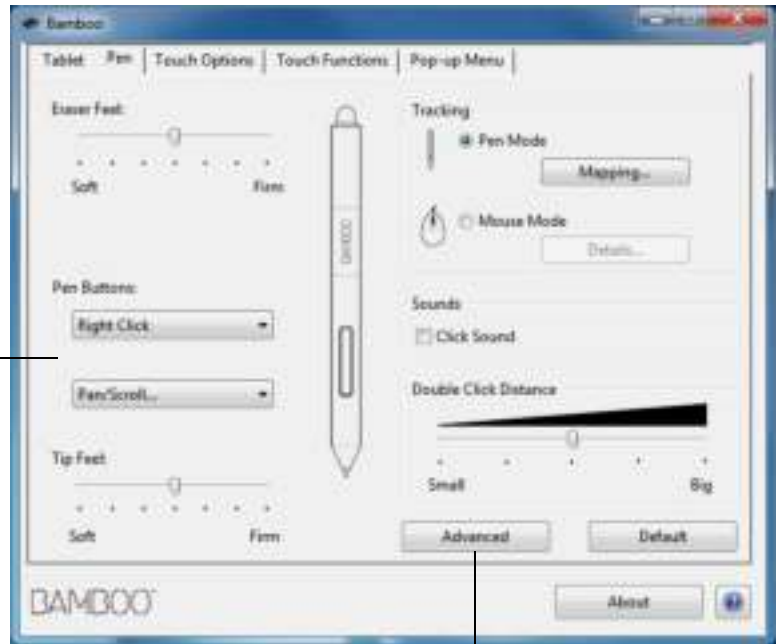 Bamboo
Tablet Pen Touch Options Touch Functions Pop-up Menu
Eraser Feel:
Soft Firm
BAMBOO
Pen Buttons:
Right Click
Pan/Scroll...
Tip Feel:
Soft Firm
Tracking
Pen Mode
Mapping...
Mouse Mode
Details...
Sounds
Click Sound
Double Click Distance
Small Big
Advanced Default
BAMBOO About ?